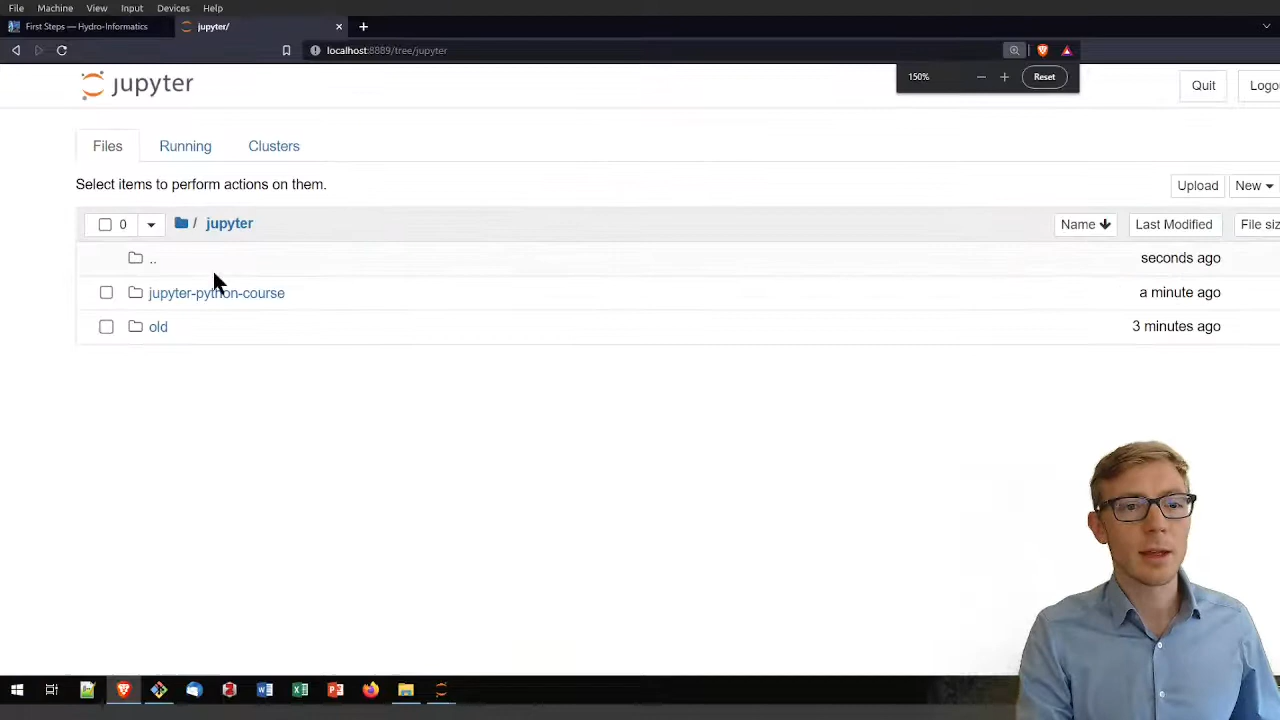 File Machine View Input Devices Help
First Steps — Hydro-Informatics jupyter/
localhost:8889/tree/jupyter
150% Reset
jupyter Quit Logo
Files Running Clusters
Select items to perform actions on them. Upload New
0 / jupyter Name Last Modified File siz
.. seconds ago
jupyter-python-course a minute ago
old 3 minutes ago